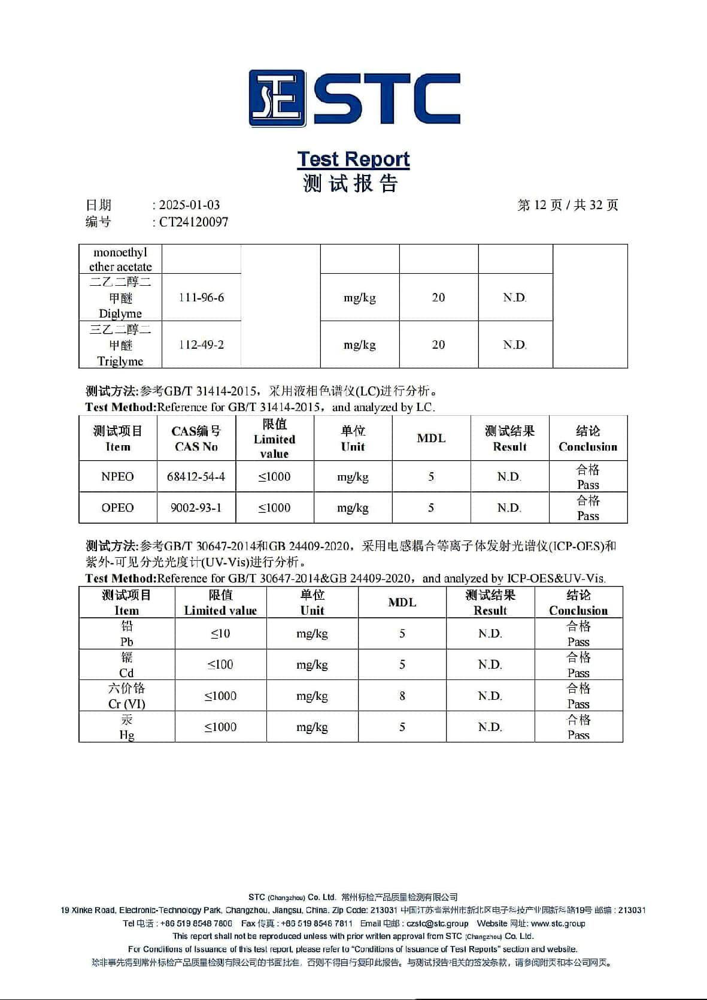 STC
Test Report
测试报告
日期 : 2025-01-03 第 12 页 / 共 32 页
编号 : CT24120097
monoethyl
ether acetate
二乙二醇二
甲醚
Diglyme
111-96-6 mg/kg 20 N.D.
三乙二醇二
甲醚
Triglyme
112-49-2 mg/kg 20 N.D.
测试方法:参考GB/T 31414-2015，采用液相色谱仪(LC)进行分析。
Test Method:Reference for GB/T 31414-2015，and analyzed by LC.
测试项目
Item
CAS编号
CAS No
限值
Limited
value
单位
Unit
MDL
测试结果
Result
结论
Conclusion
NPEO 68412-54-4 ≤1000 mg/kg 5 N.D.
合格
Pass
OPEO 9002-93-1 ≤1000 mg/kg 5 N.D.
合格
Pass
测试方法:参考GB/T 30647-2014和GB 24409-2020，采用电感耦合等离子体发射光谱仪(ICP-OES)和
紫外-可见分光光度计(UV-Vis)进行分析。
Test Method:Reference for GB/T 30647-2014&GB 24409-2020，and analyzed by ICP-OES&UV-Vis.
测试项目
Item
限值
Limited value
单位
Unit
MDL
测试结果
Result
结论
Conclusion
铅
Pb
≤10 mg/kg 5 N.D.
合格
Pass
镉
Cd
≤100 mg/kg 5 N.D.
合格
Pass
六价铬
Cr (VI)
≤1000 mg/kg 8 N.D.
合格
Pass
汞
Hg
≤1000 mg/kg 5 N.D.
合格
Pass
STC (Changzhou) Co. Ltd. 常州标检产品质量检测有限公司
19 Xinke Road, Electronic-Technology Park, Changzhou, Jiangsu, China. Zip Code: 213031 中国江苏省常州市新北区电子科技产业园新科路19号 邮编 : 213031
Tel 电话 : +86 519 8548 7806 Fax 传真 : +86 519 8548 7811 Email 电邮 : czstc@stc.group Website 网址: www.stc.group
This report shall not be reproduced unless with prior written approval from STC (Changzhou) Co. Ltd.
For Conditions of Issuance of this test report, please refer to “Conditions of Issuance of Test Reports” section and website.
除非事先得到常州标检产品质量检测有限公司的书面批准，否则不得自行复印此报告。与测试报告相关的签发条款，请参阅附页和本公司网页。